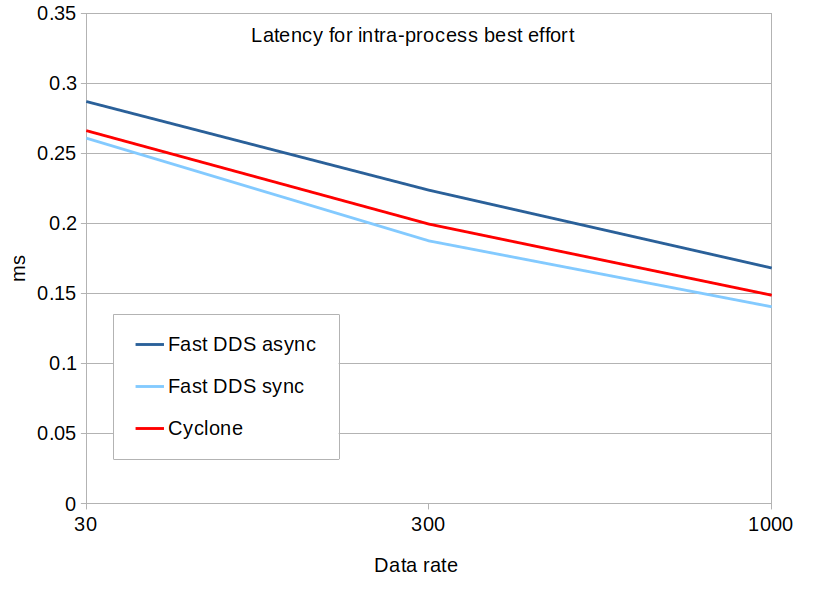 Latency for intra-process best effort
0.35
0.3
0.25
0.2
0.15
0.1
0.05
0
ms
Fast DDS async
Fast DDS sync
Cyclone
30 300 1000
Data rate